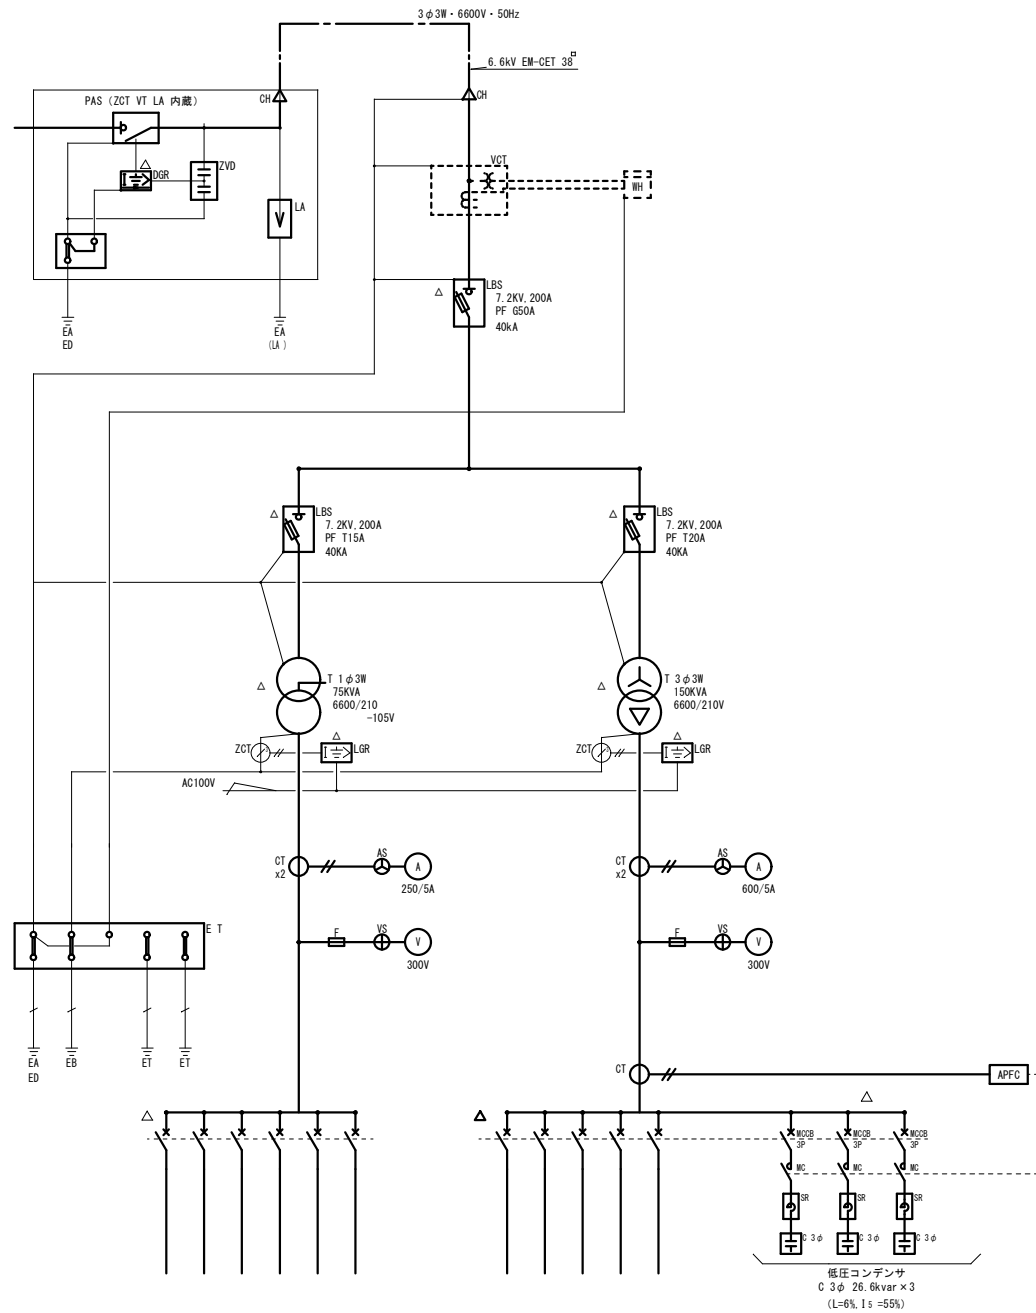 3φ3W・6600V・50Hz
6.6kV EM-CET 38□
PAS (ZCT VT LA 内蔵)
CH
CH
ZVD
DGR
LA
EA
ED
EA
(LA)
VCT
WH
LBS
7.2KV,200A
PF G50A
40kA
LBS
7.2KV,200A
PF T15A
40KA
LBS
7.2KV,200A
PF T20A
40KA
T 1φ3W
75KVA
6600/210
-105V
T 3φ3W
150KVA
6600/210V
ZCT
LGR
ZCT
LGR
AC100V
CT
x2
AS
A
250/5A
CT
x2
AS
A
600/5A
F
VS
V
300V
F
VS
V
300V
E T
EA
ED
EB
ET
ET
CT
APFC
MCCB
3P
MCCB
3P
MCCB
3P
MC
MC
MC
SR
SR
SR
C 3φ
C 3φ
C 3φ
低圧コンデンサ
C 3φ 26.6kvar×3
(L=6%,I5 =55%)